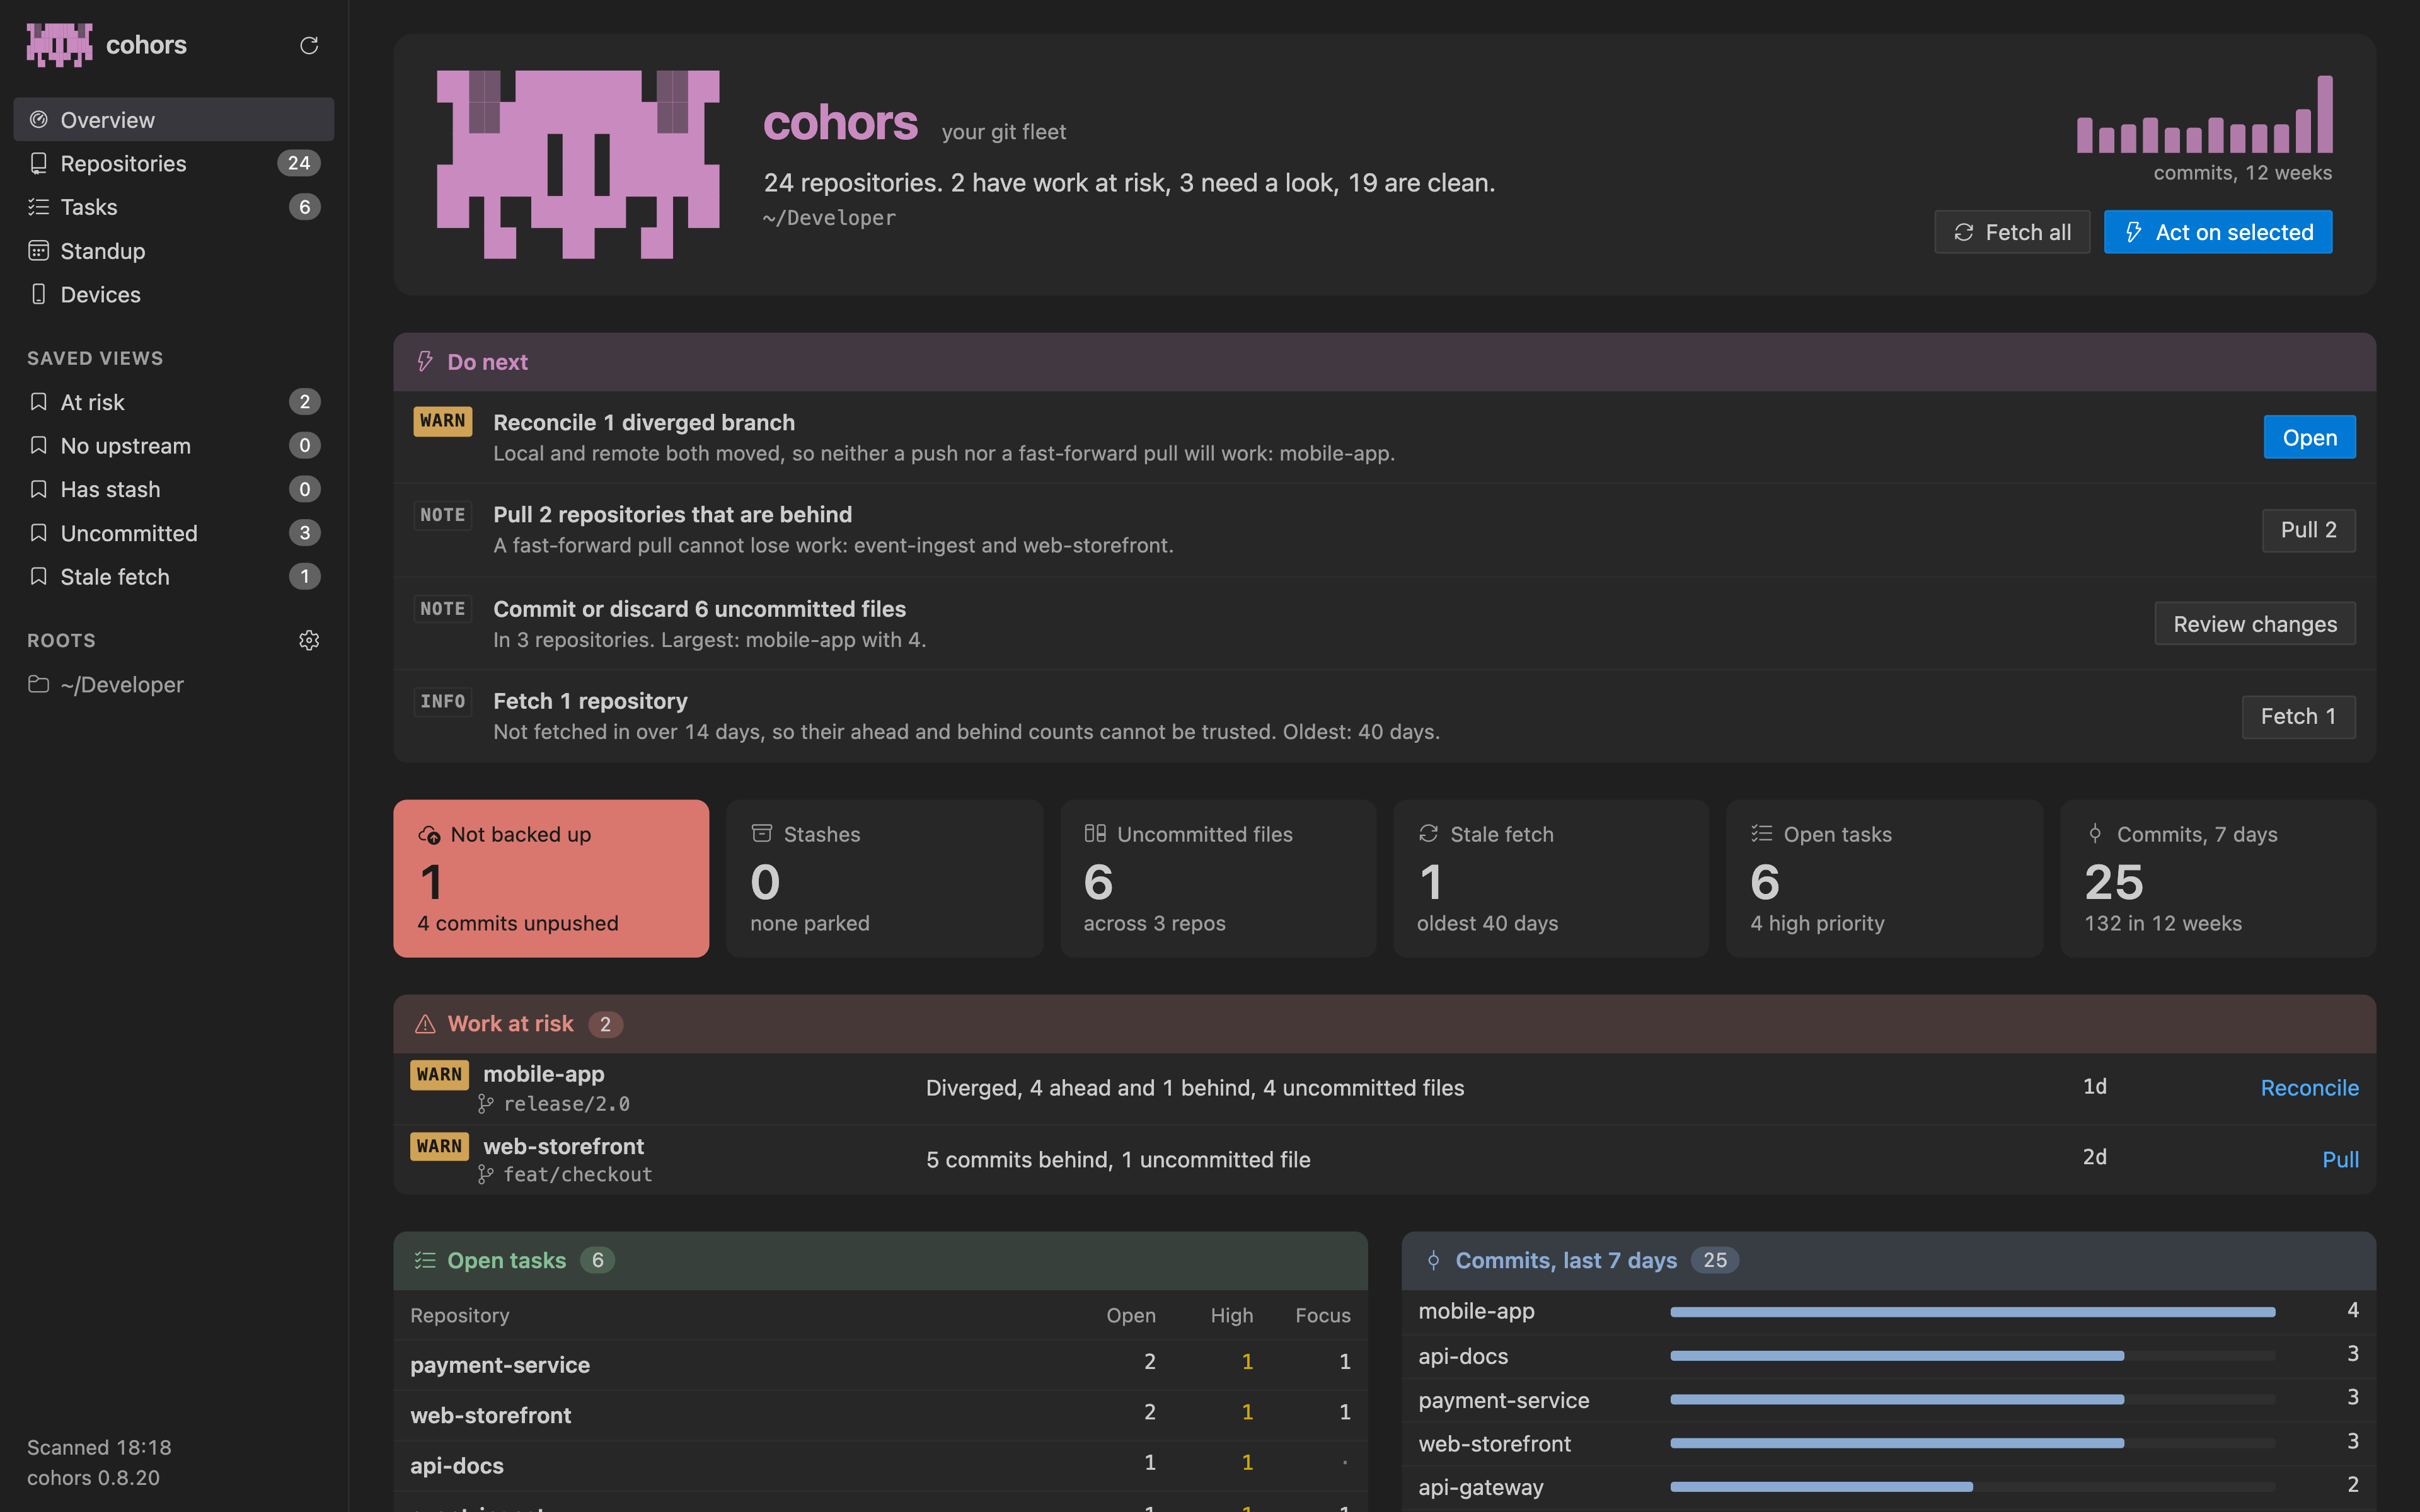 cohors
Overview
Repositories 24
Tasks 6
Standup
Devices
SAVED VIEWS
At risk 2
No upstream 0
Has stash 0
Uncommitted 3
Stale fetch 1
ROOTS
~/Developer
Scanned 18:18
cohors 0.8.20
cohors your git fleet
24 repositories. 2 have work at risk, 3 need a look, 19 are clean.
~/Developer
commits, 12 weeks
Fetch all
Act on selected
Do next
WARN Reconcile 1 diverged branch
Local and remote both moved, so neither a push nor a fast-forward pull will work: mobile-app.
Open
NOTE Pull 2 repositories that are behind
A fast-forward pull cannot lose work: event-ingest and web-storefront.
Pull 2
NOTE Commit or discard 6 uncommitted files
In 3 repositories. Largest: mobile-app with 4.
Review changes
INFO Fetch 1 repository
Not fetched in over 14 days, so their ahead and behind counts cannot be trusted. Oldest: 40 days.
Fetch 1
Not backed up
1
4 commits unpushed
Stashes
0
none parked
Uncommitted files
6
across 3 repos
Stale fetch
1
oldest 40 days
Open tasks
6
4 high priority
Commits, 7 days
25
132 in 12 weeks
Work at risk 2
WARN mobile-app
release/2.0
Diverged, 4 ahead and 1 behind, 4 uncommitted files
1d
Reconcile
WARN web-storefront
feat/checkout
5 commits behind, 1 uncommitted file
2d
Pull
Open tasks 6
Repository Open High Focus
payment-service 2 1 1
web-storefront 2 1 1
api-docs 1 1 ·
Commits, last 7 days 25
mobile-app 4
api-docs 3
payment-service 3
web-storefront 3
api-gateway 2